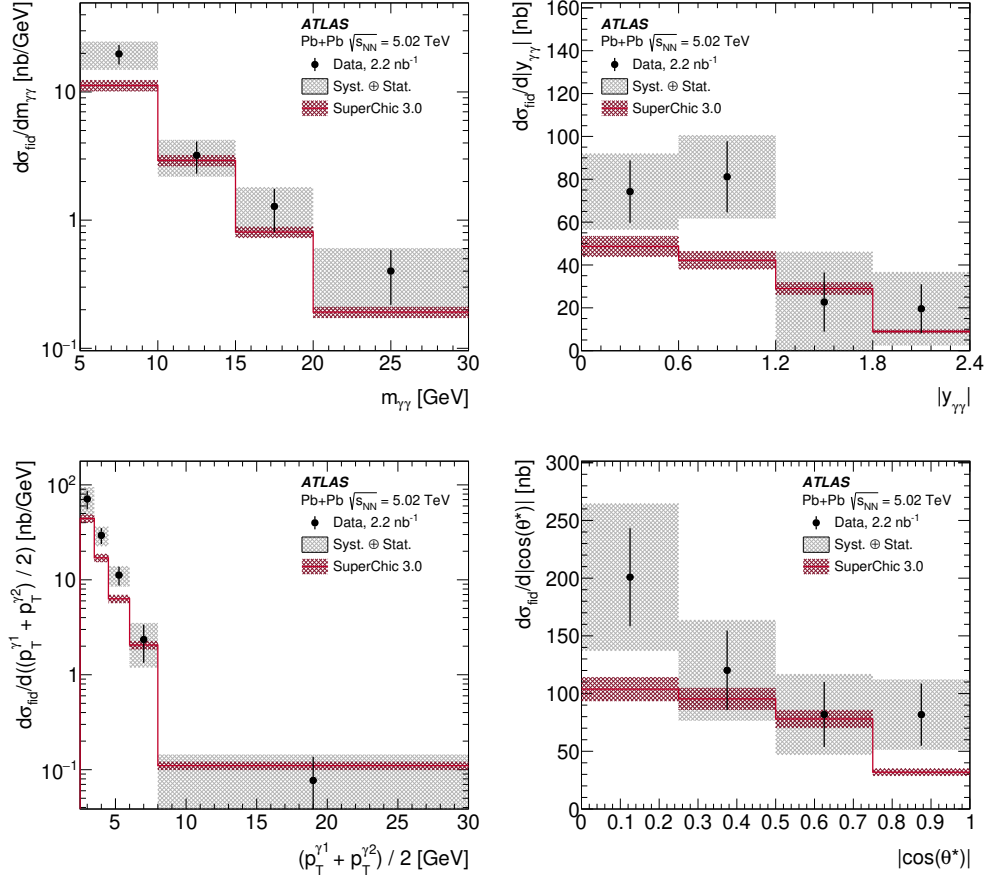 ATLAS
Pb+Pb √sNN = 5.02 TeV
Data, 2.2 nb⁻¹
Syst. ⊕ Stat.
SuperChic 3.0
dσfid/dmγγ [nb/GeV]
10
1
10⁻¹
5 10 15 20 25 30
mγγ [GeV]
ATLAS
Pb+Pb √sNN = 5.02 TeV
Data, 2.2 nb⁻¹
Syst. ⊕ Stat.
SuperChic 3.0
dσfid/d|yγγ| [nb]
160
140
120
100
80
60
40
20
0
0 0.6 1.2 1.8 2.4
|yγγ|
ATLAS
Pb+Pb √sNN = 5.02 TeV
Data, 2.2 nb⁻¹
Syst. ⊕ Stat.
SuperChic 3.0
dσfid/d((pTγ1 + pTγ2) / 2) [nb/GeV]
10²
10
1
10⁻¹
5 10 15 20 25 30
(pTγ1 + pTγ2) / 2 [GeV]
ATLAS
Pb+Pb √sNN = 5.02 TeV
Data, 2.2 nb⁻¹
Syst. ⊕ Stat.
SuperChic 3.0
dσfid/d|cos(θ*)| [nb]
300
250
200
150
100
50
0
0 0.1 0.2 0.3 0.4 0.5 0.6 0.7 0.8 0.9 1
|cos(θ*)|